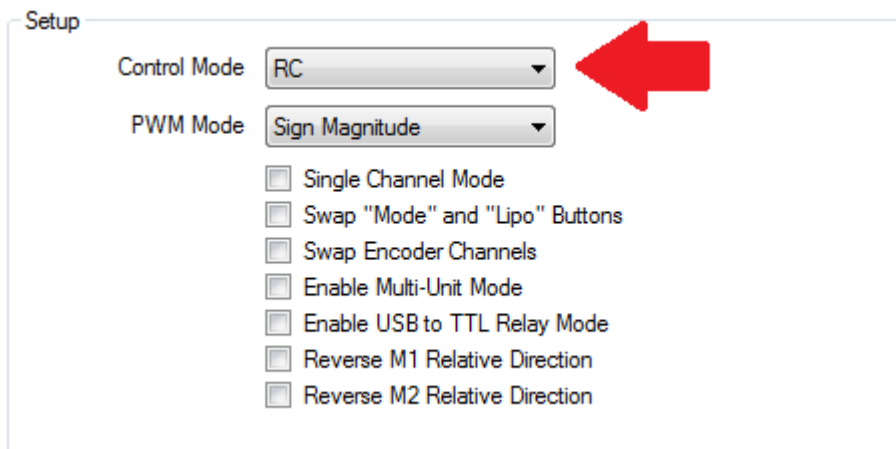 Setup
Control Mode RC
PWM Mode Sign Magnitude
Single Channel Mode
Swap "Mode" and "Lipo" Buttons
Swap Encoder Channels
Enable Multi-Unit Mode
Enable USB to TTL Relay Mode
Reverse M1 Relative Direction
Reverse M2 Relative Direction